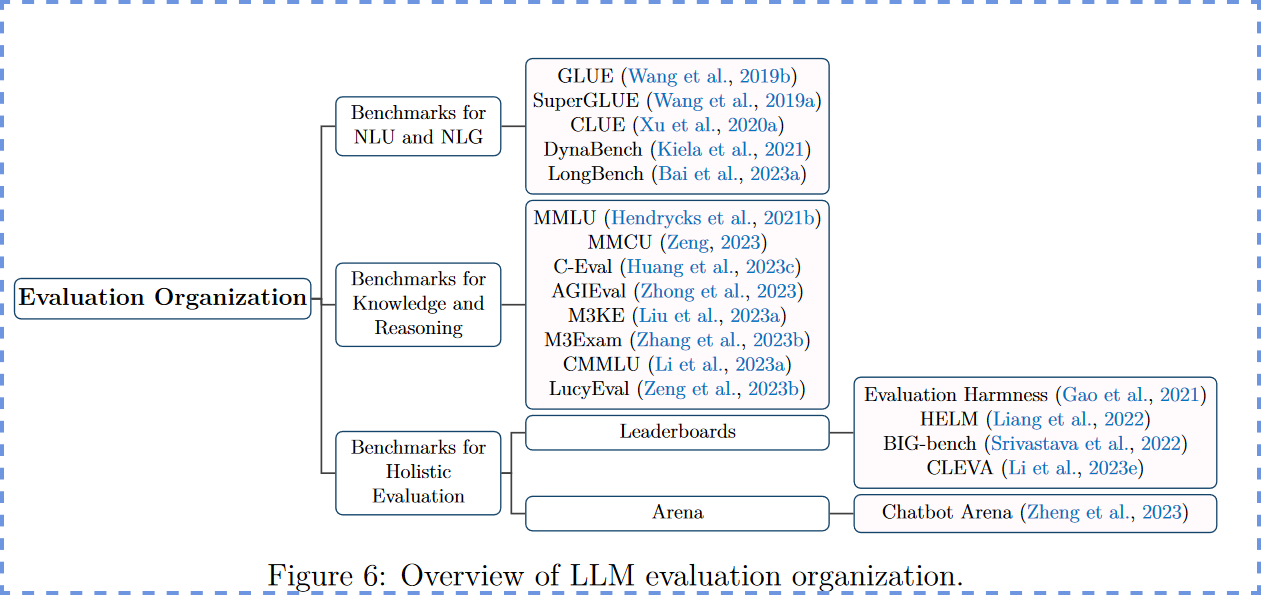 Evaluation Organization
Benchmarks for
NLU and NLG
GLUE (Wang et al., 2019b)
SuperGLUE (Wang et al., 2019a)
CLUE (Xu et al., 2020a)
DynaBench (Kiela et al., 2021)
LongBench (Bai et al., 2023a)
Benchmarks for
Knowledge and
Reasoning
MMLU (Hendrycks et al., 2021b)
MMCU (Zeng, 2023)
C-Eval (Huang et al., 2023c)
AGIEval (Zhong et al., 2023)
M3KE (Liu et al., 2023a)
M3Exam (Zhang et al., 2023b)
CMMLU (Li et al., 2023a)
LucyEval (Zeng et al., 2023b)
Benchmarks for
Holistic
Evaluation
Leaderboards
Evaluation Harmness (Gao et al., 2021)
HELM (Liang et al., 2022)
BIG-bench (Srivastava et al., 2022)
CLEVA (Li et al., 2023e)
Arena
Chatbot Arena (Zheng et al., 2023)
Figure 6: Overview of LLM evaluation organization.